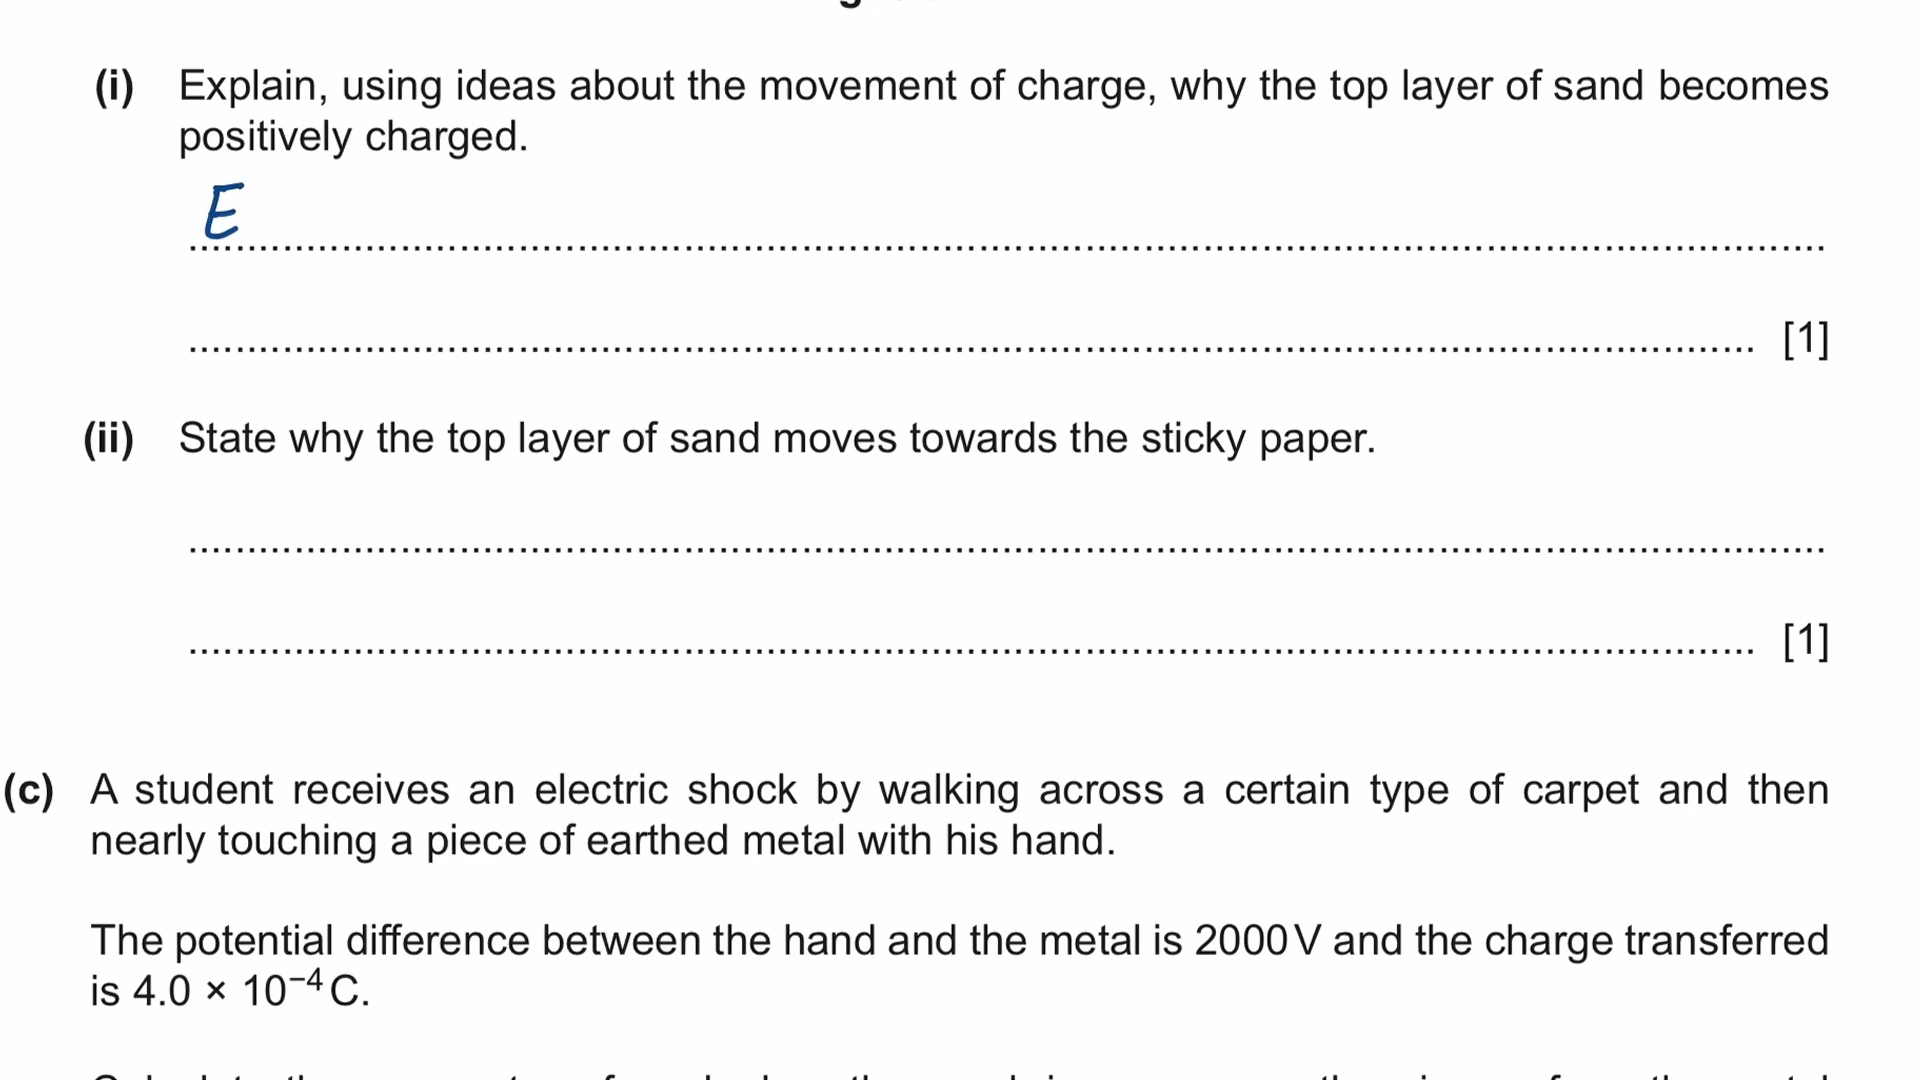 (i) Explain, using ideas about the movement of charge, why the top layer of sand becomes
positively charged.
E
[1]
(ii) State why the top layer of sand moves towards the sticky paper.
[1]
(c) A student receives an electric shock by walking across a certain type of carpet and then
nearly touching a piece of earthed metal with his hand.
The potential difference between the hand and the metal is 2000 V and the charge transferred
is 4.0 × 10⁻⁴ C.